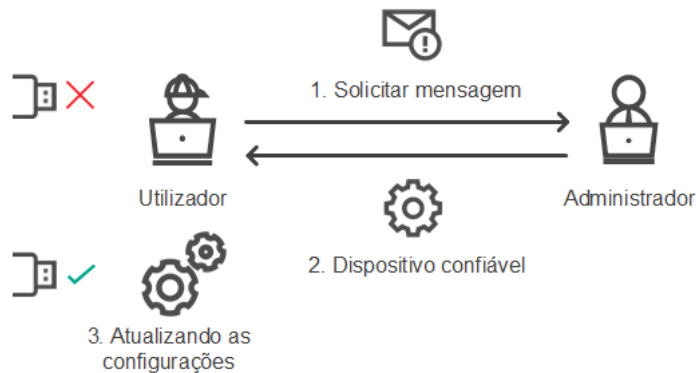 1. Solicitar mensagem
Utilizador
Administrador
2. Dispositivo confiável
3. Atualizando as
configurações